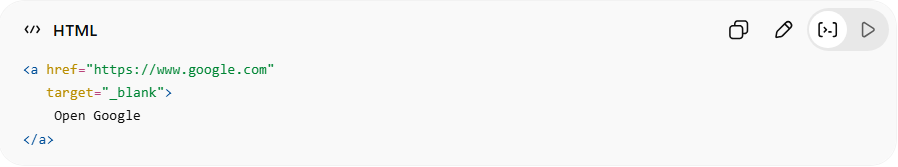 HTML
<a href="https://www.google.com"
   target="_blank">
    Open Google
</a>